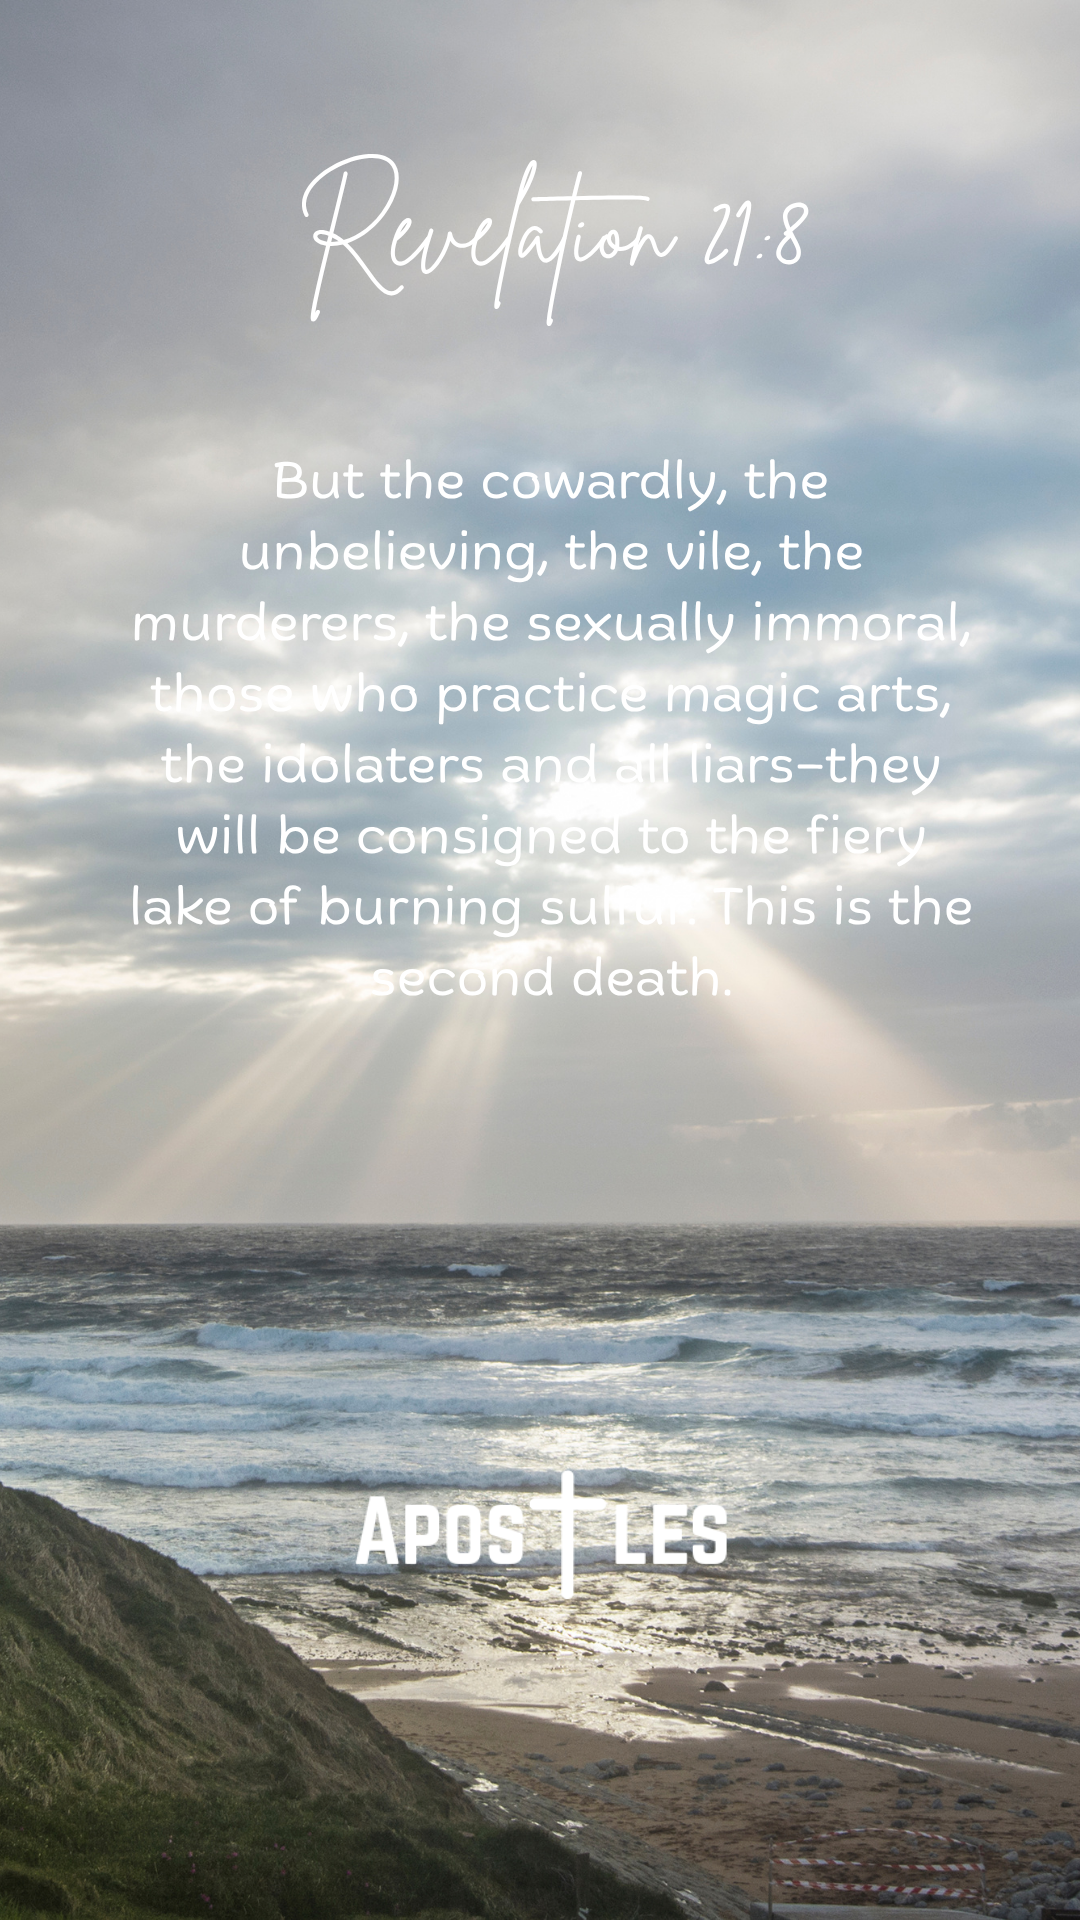 Revelation 21:8
But the cowardly, the
unbelieving, the vile, the
murderers, the sexually immoral,
those who practice magic arts,
the idolaters and all liars–they
will be consigned to the fiery
lake of burning sulfur. This is the
second death.
APOSTLES